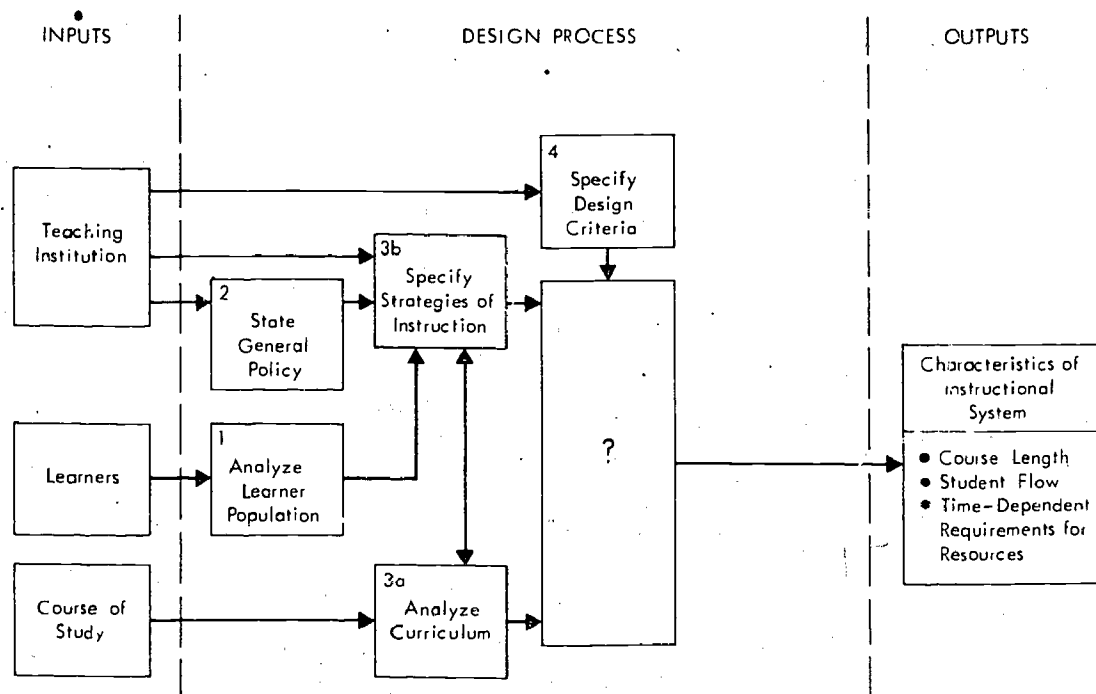 INPUTS
DESIGN PROCESS
OUTPUTS
4
Specify
Design
Criteria
Teaching
Institution
3b
Specify
Strategies of
Instruction
2
State
General
Policy
Characteristics of
Instructional
System
● Course Length
● Student Flow
● Time-Dependent
Requirements for
Resources
?
Learners
1
Analyze
Learner
Population
3a
Analyze
Curriculum
Course of
Study